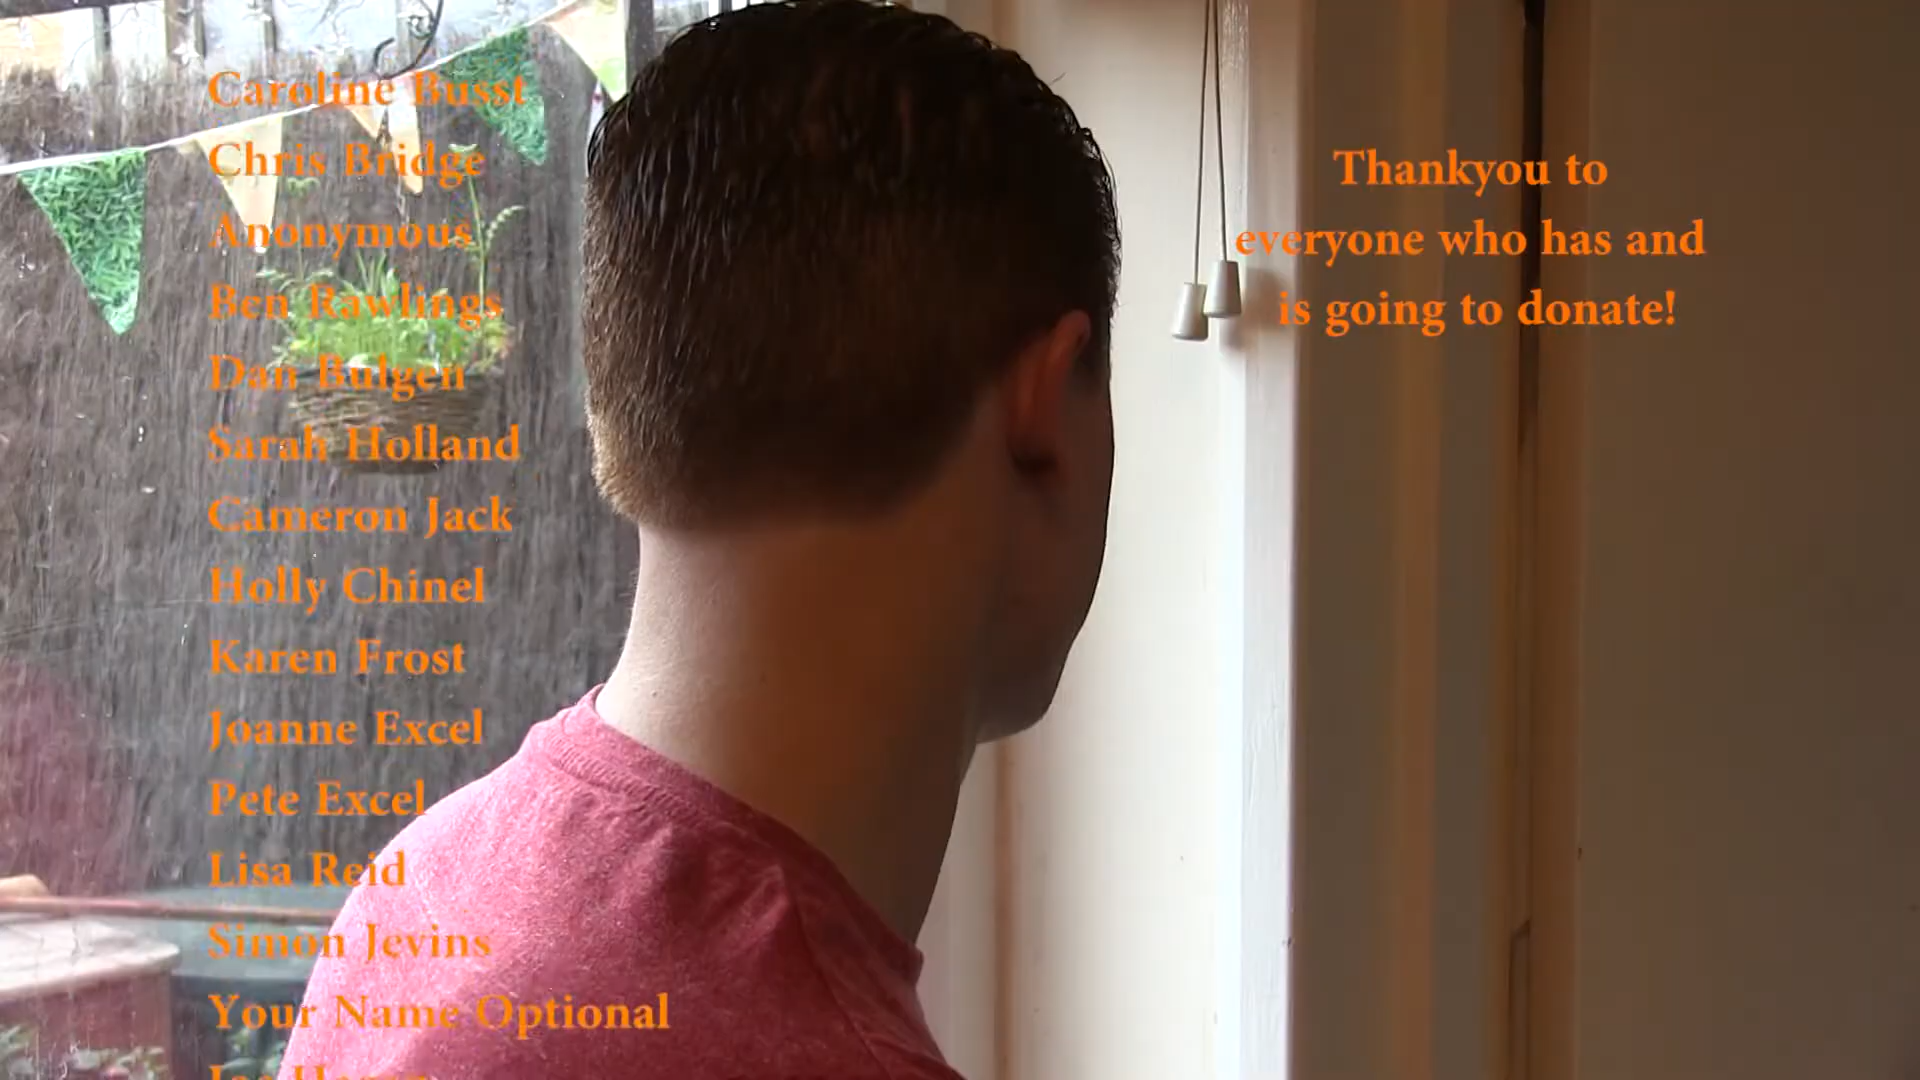 Caroline Busst
Chris Bridge
Anonymous
Ben Rawlings
Dan Bulgen
Sarah Holland
Cameron Jack
Holly Chinel
Karen Frost
Joanne Excel
Pete Excel
Lisa Reid
Simon Jevins
Your Name Optional
Thankyou to
everyone who has and
is going to donate!